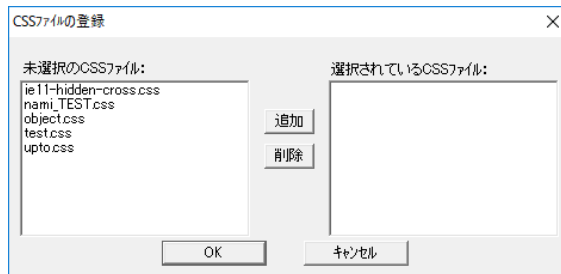 CSSﾌｧｲﾙの登録
未選択のCSSﾌｧｲﾙ:
ie11-hidden-cross.css
nami_TEST.css
object.css
test.css
upto.css
追加
削除
選択されているCSSﾌｧｲﾙ:
OK
ｷｬﾝｾﾙ